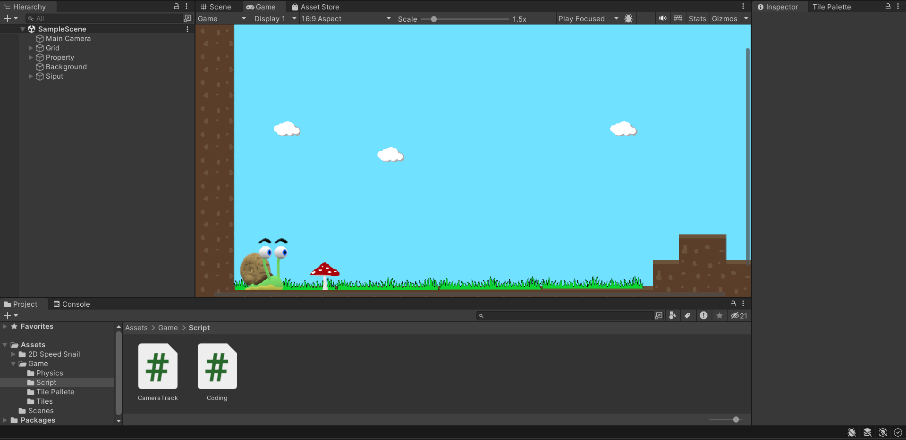 Hierarchy
All
SampleScene
Main Camera
Grid
Property
Background
Siput
Scene
Game
Asset Store
Game
Display 1
16:9 Aspect
Scale
1.5x
Play Focused
Stats
Gizmos
Inspector
Tile Palette
Project
Console
21
Favorites
Assets
2D Speed Snail
Game
Physics
Script
Tile Pallete
Tiles
Scenes
Packages
Assets > Game > Script
#
#
CameraTrack
Coding